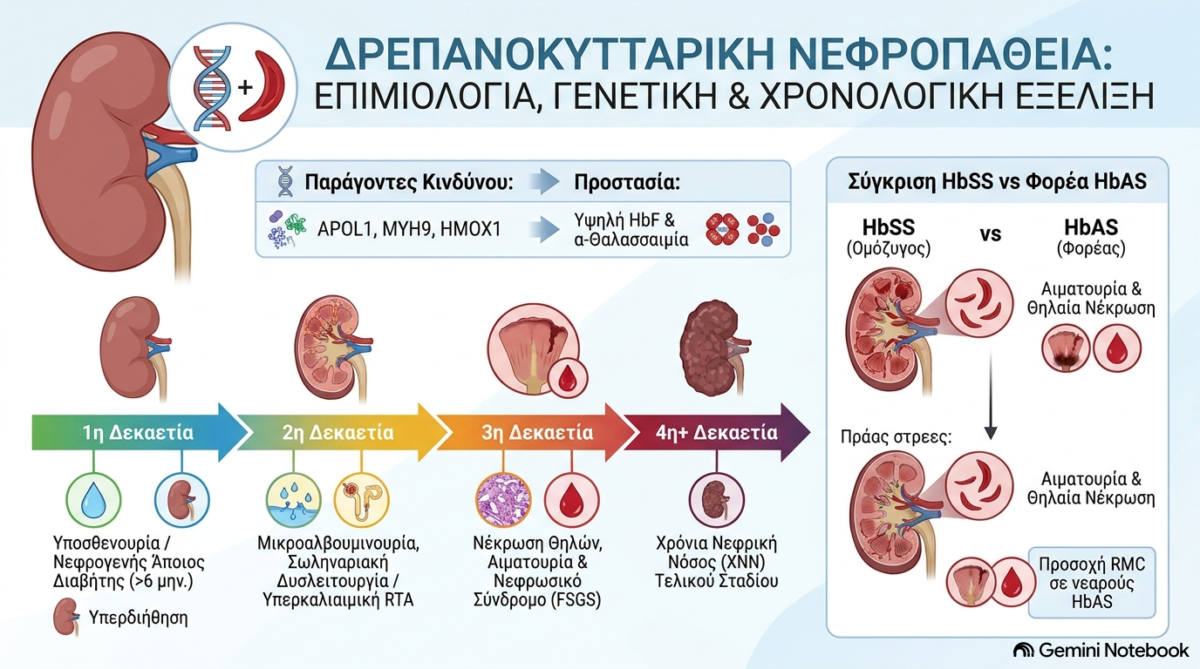 ΔΡΕΠΑΝΟΚΥΤΤΑΡΙΚΗ ΝΕΦΡΟΠΑΘΕΙΑ:
ΕΠΙΜΙΟΛΟΓΙΑ, ΓΕΝΕΤΙΚΗ & ΧΡΟΝΟΛΟΓΙΚΗ ΕΞΕΛΙΞΗ
+
Παράγοντες Κινδύνου:
Προστασία:
APOL1, MYH9, HMOX1
Υψηλή HbF &
α-Θαλασσαιμία
1η Δεκαετία
2η Δεκαετία
3η Δεκαετία
4η+ Δεκαετία
Υποσθενουρία /
Νεφρογενής Άποιος
Διαβήτης (>6 μην.)
Υπερδιήθηση
Μικροαλβουμινουρία,
Σωληναριακή
Δυσλειτουργία /
Υπερκαλιαιμική RTA
Νέκρωση Θηλών,
Αιματουρία &
Νεφρωσικό
Σύνδρομο (FSGS)
Χρόνια Νεφρική
Νόσος (ΧΝΝ)
Τελικού Σταδίου
Σύγκριση HbSS vs Φορέα HbAS
HbSS
(Ομόζυγος)
vs
HbAS
(Φορέας)
Αιματουρία &
Θηλαία Νέκρωση
Πράας στρεες:
Αιματουρία &
Θηλαία Νέκρωση
Προσοχή RMC
σε νεαρούς
HbAS
Gemini Notebook